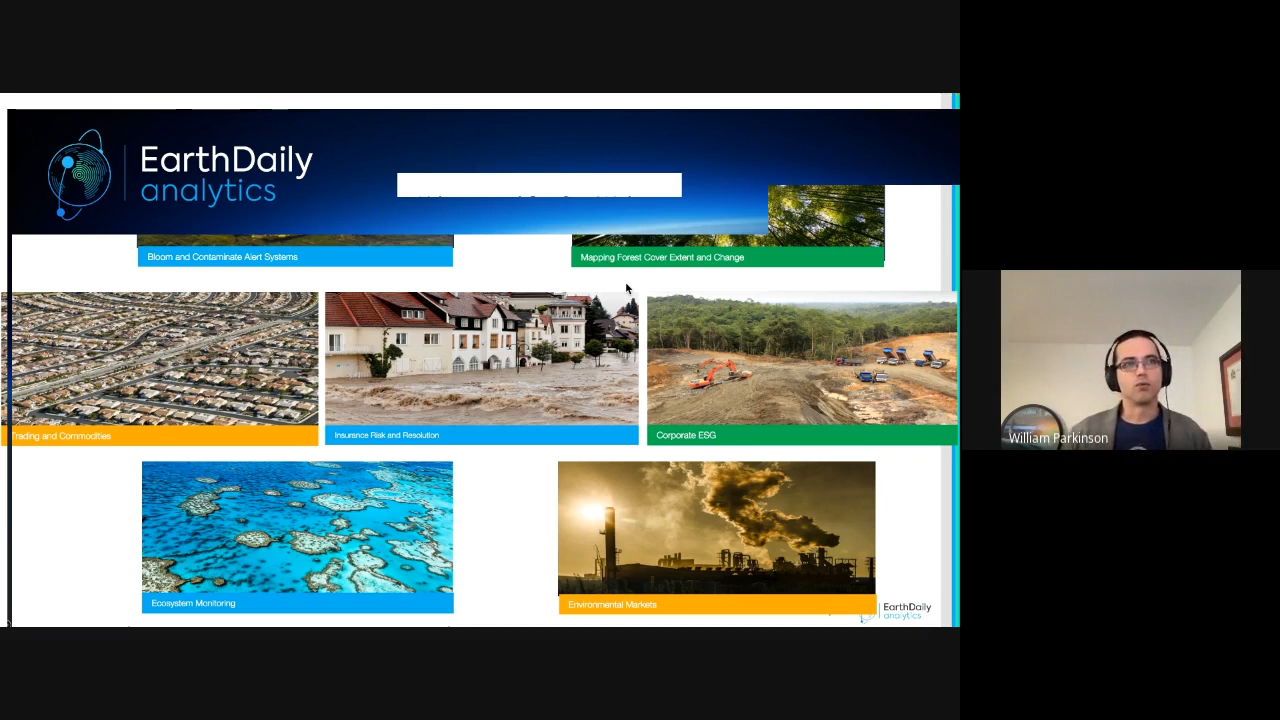 EarthDaily
analytics
Bloom and Contaminate Alert Systems
Mapping Forest Cover Extent and Change
Trading and Commodities
Insurance Risk and Resolution
Corporate ESG
William Parkinson
Ecosystem Monitoring
Environmental Markets
EarthDaily
analytics